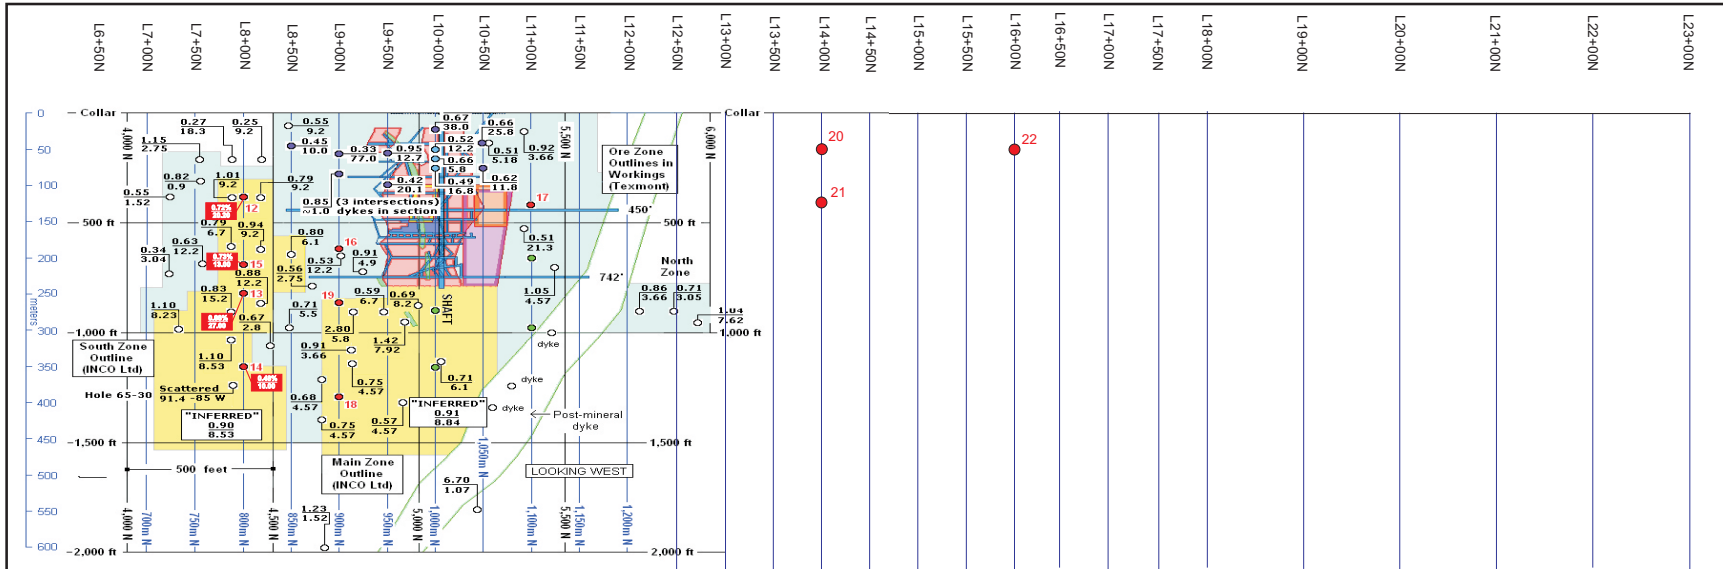 L6+50N
L7+00N
L7+50N
L8+00N
L8+50N
L9+00N
L9+50N
L10+00N
L10+50N
L11+00N
L11+50N
L12+00N
L12+50N
L13+00N
L13+50N
L14+00N
L14+50N
L15+00N
L15+50N
L16+00N
L16+50N
L17+00N
L17+50N
L18+00N
L19+00N
L20+00N
L21+00N
L22+00N
L23+00N
0
50
100
150
200
250
300
350
400
450
500
550
600
meters
Collar
Collar
4,000 N
5,500 N
6,000 N
0.27
18.3
0.25
9.2
0.55
9.2
0.45
10.0
0.33
77.0
0.95
12.7
0.42
20.1
0.67
38.0
0.52
12.2
0.66
5.8
0.49
16.8
0.66
25.8
0.51
5.18
0.62
11.8
0.92
3.66
1.15
2.75
0.82
0.9
0.55
1.52
1.01
9.2
0.79
9.2
12
0.85 (3 intersections)
~1.0 dykes in section
17
Ore Zone
Outlines in
Workings
(Texmont)
20
21
22
500 ft
450'
500 ft
0.79
6.7
0.94
9.2
0.63
12.2
0.34
3.04
0.80
6.1
16
0.53
12.2
0.91
4.9
0.51
21.3
15
0.88
12.2
0.56
2.75
742'
North
Zone
0.83
15.2
13
1.10
8.23
0.67
2.8
0.71
5.5
19
0.59
6.7
0.69
8.2
SHAFT
1.05
4.57
0.86
3.66
0.71
3.05
1.04
7.62
1,000 ft
1,000 ft
2.80
5.8
1.42
7.92
dyke
South Zone
Outline
(INCO Ltd)
1.10
8.53
0.91
3.66
14
0.75
4.57
0.71
6.1
dyke
Hole 65-30
Scattered
91.4 -85 W
0.68
4.57
18
dyke
"INFERRED"
0.90
8.53
0.75
4.57
0.57
4.57
"INFERRED"
0.91
8.84
Post-mineral
dyke
1,500 ft
1,500 ft
500 feet
Main Zone
Outline
(INCO Ltd)
LOOKING WEST
6.70
1.07
1.23
1.52
4,000 N
700m N
750m N
800m N
4,500 N
850m N
900m N
950m N
5,000 N
1,000m N
1,050m N
1,100m N
5,500 N
1,150m N
1,200m N
2,000 ft
2,000 ft